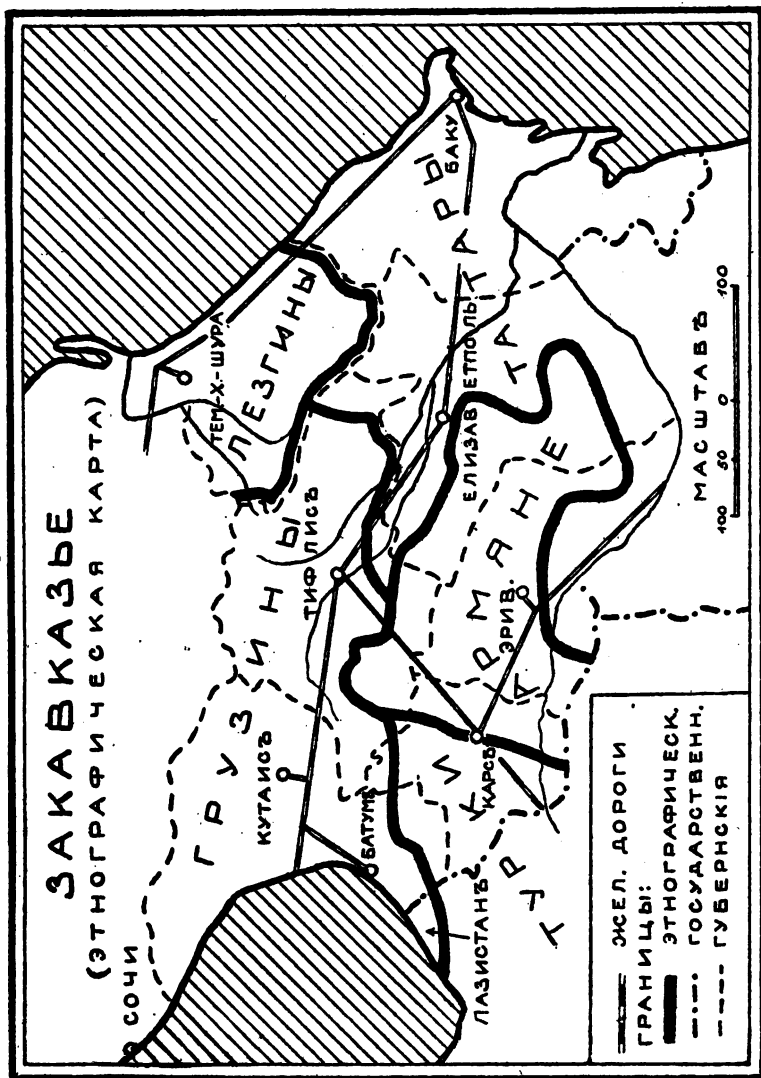 ЗАКАВКАЗЬЕ
(ЭТНОГРАФИЧЕСКАЯ КАРТА)
СОЧИ
ТЕМ-Х.-ШУРА
ЛЕЗГИНЫ
ГРУЗИНЫ
КУТАИСЪ
ТИФЛИСЪ
БАТУМЪ
БАКУ
ТАТАРЫ
ЕЛИЗАВЕТПОЛЬ
АРМЯНЕ
ЭРИВ.
КАРСЪ
ТУРКИ
ЛАЗИСТАНЪ
МАСШТАБЪ
100 50 0 100
ЖЕЛ. ДОРОГИ
ГРАНИЦЫ:
ЭТНОГРАФИЧЕСК.
ГОСУДАРСТВЕНН.
ГУБЕРНСКІЯ